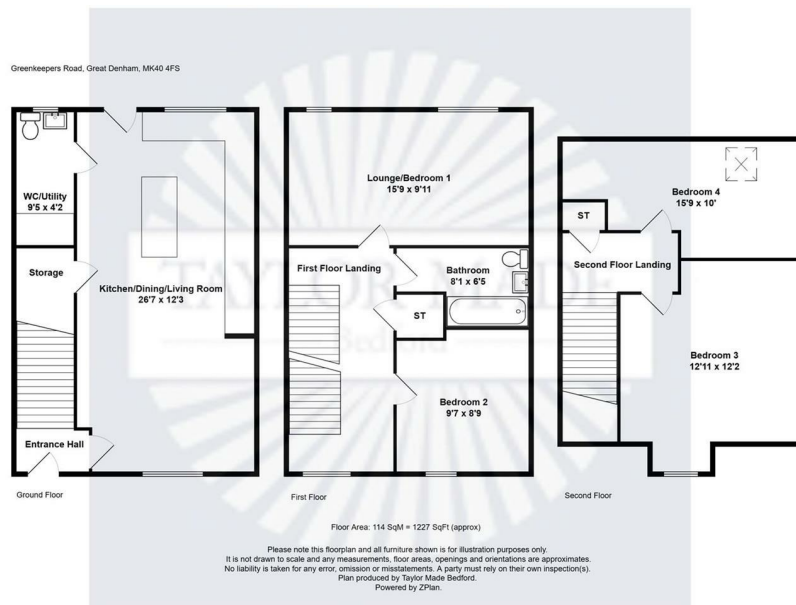 Greenkeepers Road, Great Denham, MK40 4FS
WC/Utility
9'5 x 4'2
Storage
Kitchen/Dining/Living Room
26'7 x 12'3
Entrance Hall
Ground Floor
Lounge/Bedroom 1
15'9 x 9'11
First Floor Landing
Bathroom
8'1 x 6'5
ST
Bedroom 2
9'7 x 8'9
First Floor
Bedroom 4
15'9 x 10'
ST
Second Floor Landing
Bedroom 3
12'11 x 12'2
Second Floor
TAYLOR MADE
Bedford
Floor Area: 114 SqM = 1227 SqFt (approx)
Please note this floorplan and all furniture shown is for illustration purposes only.
It is not drawn to scale and any measurements, floor areas, openings and orientations are approximates.
No liability is taken for any error, omission or misstatements. A party must rely on their own inspection(s).
Plan produced by Taylor Made Bedford.
Powered by ZPlan.